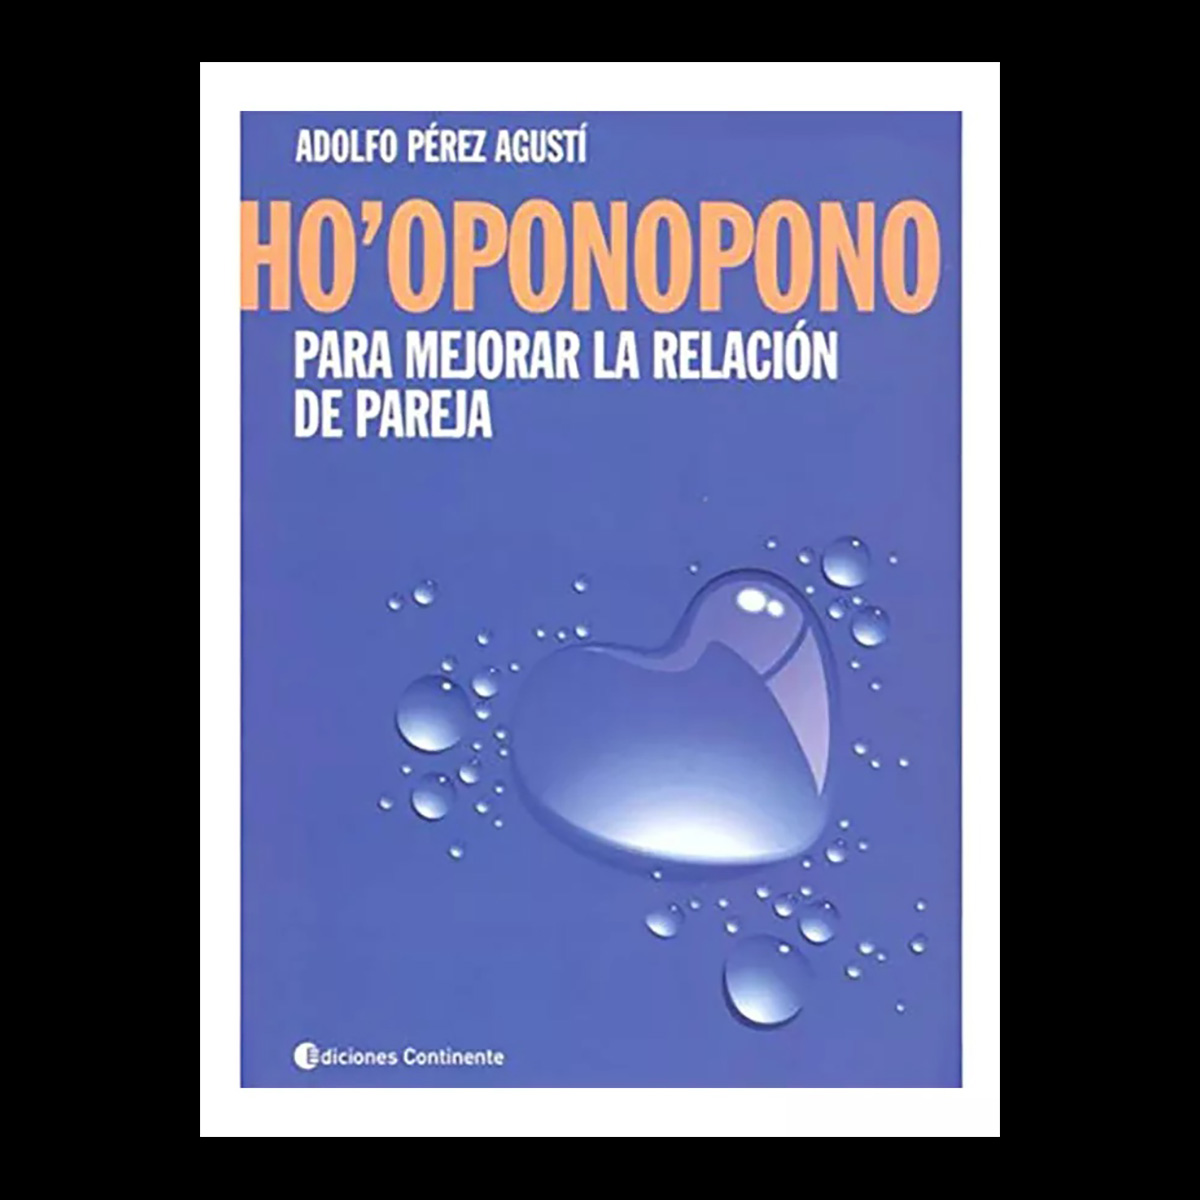 ADOLFO PÉREZ AGUSTÍ
HO'OPONOPONO
PARA MEJORAR LA RELACIÓN
DE PAREJA
Ediciones Continente